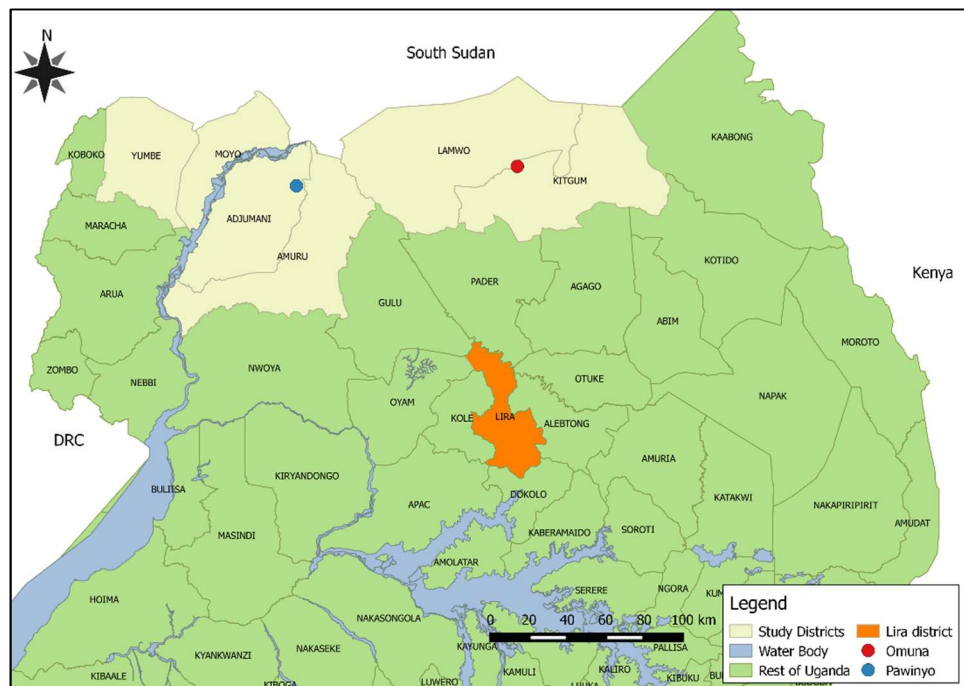 N
South Sudan
KAABONG
KOBOKO
YUMBE
MOYO
LAMWO
KITGUM
MARACHA
ADJUMANI
AMURU
KOTIDO
Kenya
ARUA
GULU
PADER
AGAGO
ABIM
MOROTO
ZOMBO
NEBBI
NWOYA
OYAM
KOLE
LIRA
OTUKE
ALEBTONG
NAPAK
DRC
BULIISA
KIRYANDONGO
AMURIA
KATAKWI
NAKAPIRIPIRIT
AMUDAT
MASINDI
APAC
DOKOLO
KABERAMAIDO
SOROTI
AMOLATAR
HOIMA
NAKASONGOLA
SERERE
NGORA
KUM
0 20 40 60 80 100 km
KYANKWANZI
NAKASEKE
KAYUNGA
PALLISA
KIBAALE
KIBOGA
LUWERO
KAMULI
KALIRO
KIBUKU
Legend
Study Districts
Water Body
Rest of Uganda
Lira district
Omuna
Pawinyo